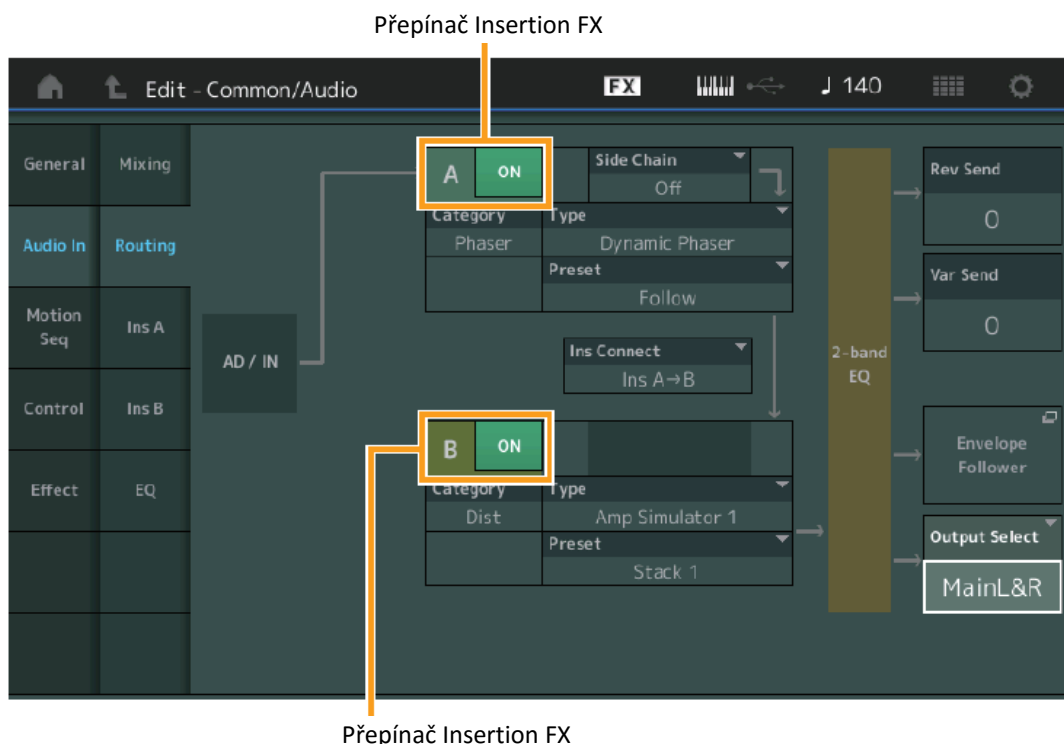 Přepínač Insertion FX
Edit - Common/Audio
FX
♩ 140
General
Mixing
Audio In
Routing
Motion
Seq
Ins A
Control
Ins B
Effect
EQ
AD / IN
A
ON
Side Chain
Off
Category
Type
Phaser
Dynamic Phaser
Preset
Follow
Ins Connect
Ins A→B
B
ON
Category
Type
Dist
Amp Simulator 1
Preset
Stack 1
2-band
EQ
Rev Send
0
Var Send
0
Envelope
Follower
Output Select
MainL&R
Přepínač Insertion FX